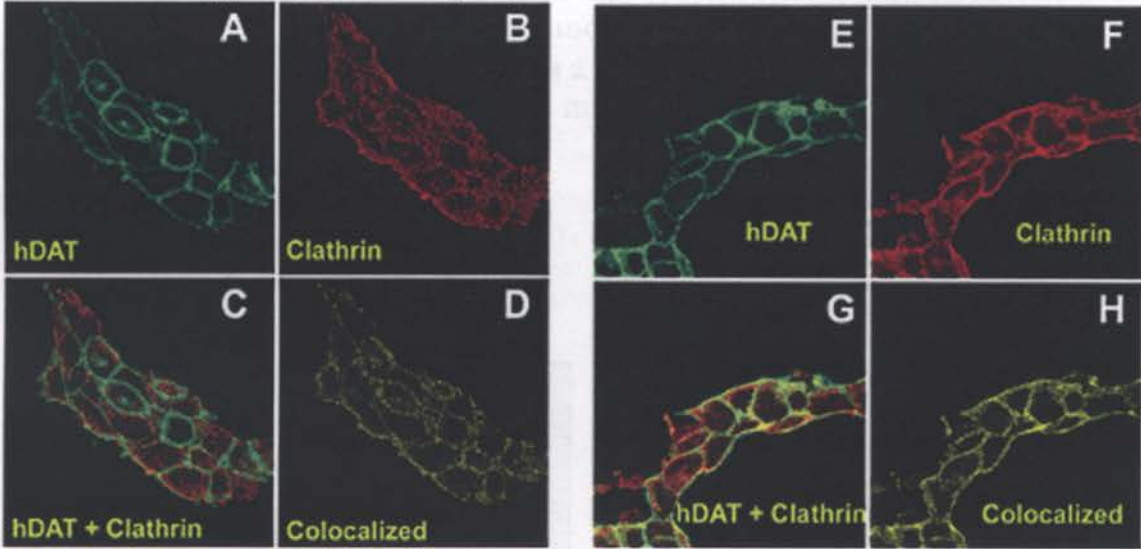 A
hDAT
B
Clathrin
C
hDAT + Clathrin
D
Colocalized
E
hDAT
F
Clathrin
G
hDAT + Clathrin
H
Colocalized